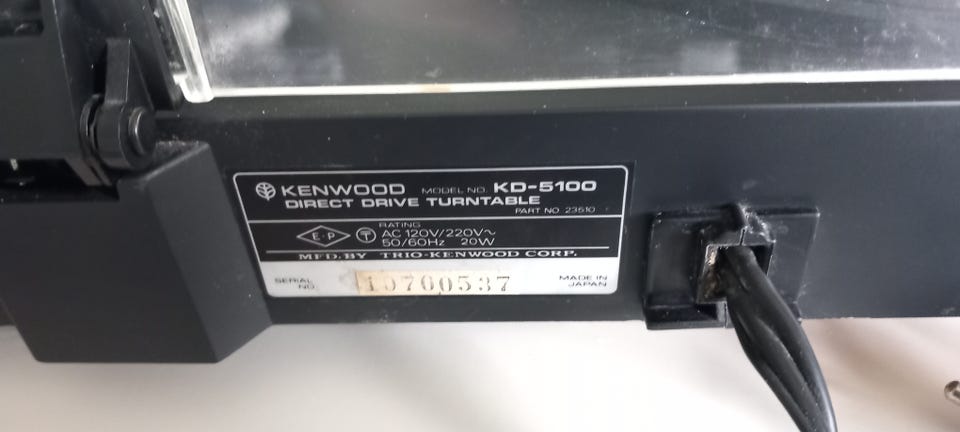 KENWOOD MODEL NO. KD-5100
DIRECT DRIVE TURNTABLE
PART NO 23510
E·P T RATING
AC 120V/220V~
50/60Hz 20W
MFD. BY TRIO-KENWOOD CORP.
SERIAL NO. 10700537
MADE IN JAPAN